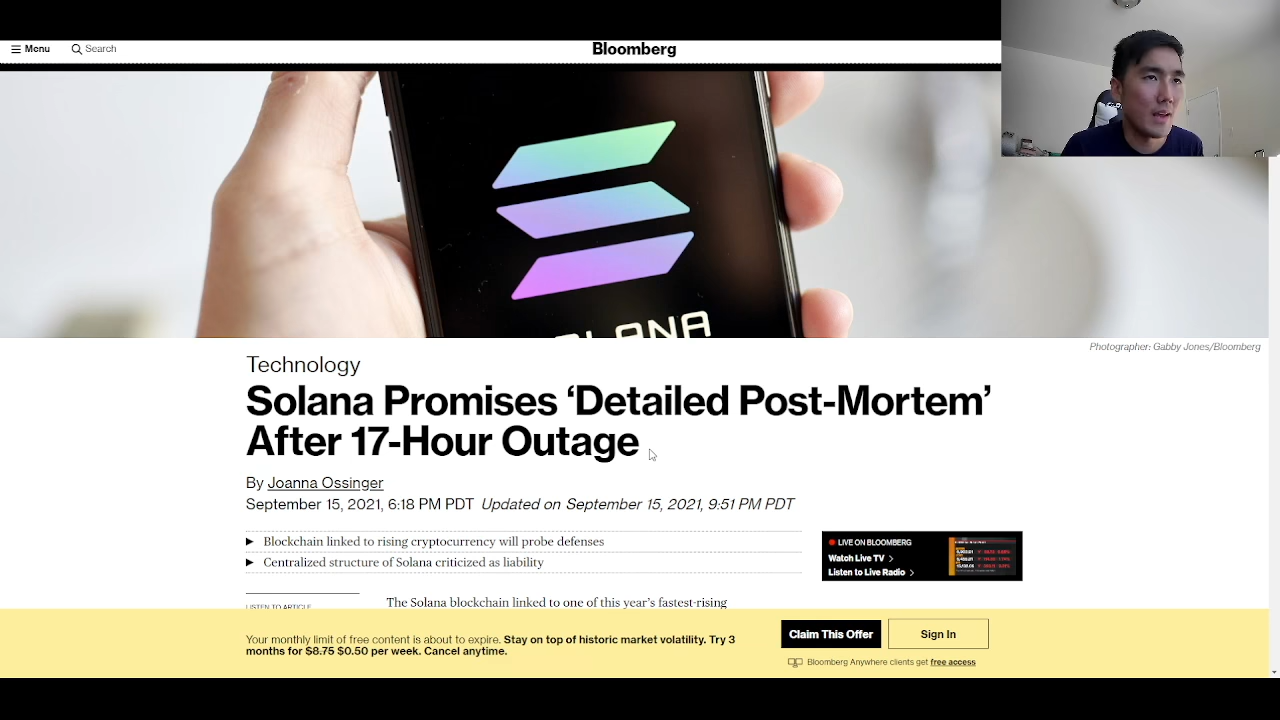 Menu
Search
Bloomberg
SOLANA
Photographer: Gabby Jones/Bloomberg
Technology
Solana Promises ‘Detailed Post-Mortem’
After 17-Hour Outage
By Joanna Ossinger
September 15, 2021, 6:18 PM PDT Updated on September 15, 2021, 9:51 PM PDT
Blockchain linked to rising cryptocurrency will probe defenses
Centralized structure of Solana criticized as liability
LIVE ON BLOOMBERG
Watch Live TV
Listen to Live Radio
LISTEN TO ARTICLE
The Solana blockchain linked to one of this year’s fastest-rising
Your monthly limit of free content is about to expire. Stay on top of historic market volatility. Try 3
months for $8.75 $0.50 per week. Cancel anytime.
Claim This Offer
Sign In
Bloomberg Anywhere clients get free access